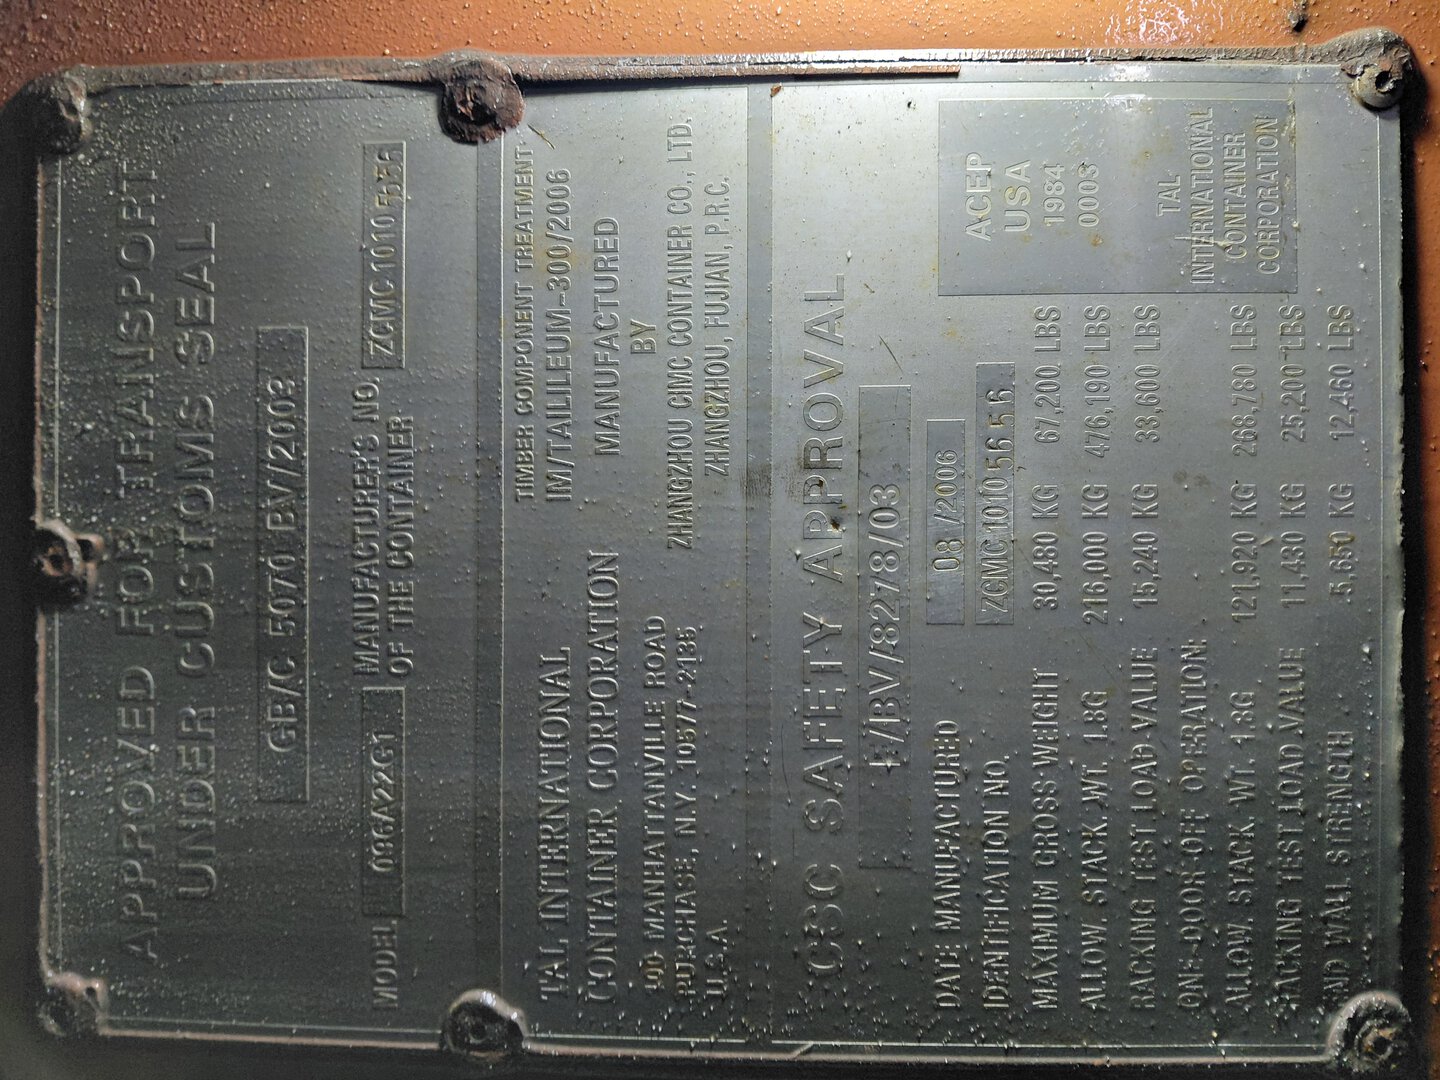 APPROVED FOR TRANSPORT
UNDER CUSTOMS SEAL
GB/C 5070 BV/2003
MODEL 096A22G1
MANUFACTURER'S NO. ZCMC1010
OF THE CONTAINER
TAL INTERNATIONAL
CONTAINER CORPORATION
100 MANHATTANVILLE ROAD
PURCHASE, N.Y. 10577-2135
U.S.A.
TIMBER COMPONENT TREATMENT
IM/TAILILEUM-300/2006
MANUFACTURED
BY
ZHANGZHOU CIMC CONTAINER CO., LTD.
ZHANGZHOU, FUJIAN, P.R.C.
CSC SAFETY APPROVAL
F/BV/8278/03
DATE MANUFACTURED 08 /2006
IDENTIFICATION NO. ZCMC1010 5656
MAXIMUM GROSS WEIGHT 30,480 KG 67,200 LBS
ALLOW. STACK. WT. 1.8G 216,000 KG 476,190 LBS
RACKING TEST LOAD VALUE 15,240 KG 33,600 LBS
ONE-DOOR-OFF OPERATION:
ALLOW. STACK. WT. 1.8G 121,920 KG 268,780 LBS
RACKING TEST LOAD VALUE 11,430 KG 25,200 LBS
END WALL STRENGTH 5,650 KG 12,460 LBS
ACEP
USA
1984
0003
TAL
INTERNATIONAL
CONTAINER
CORPORATION